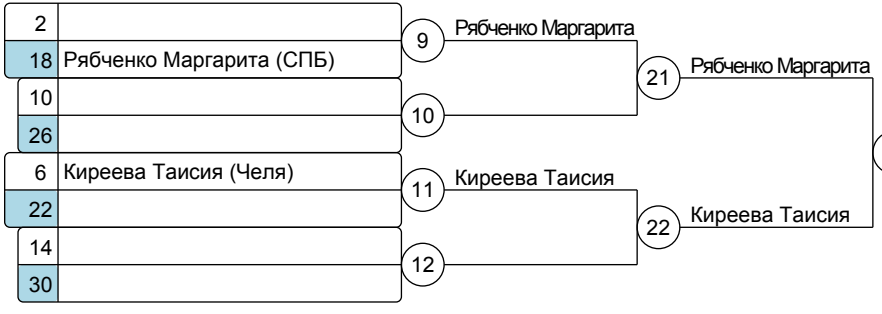 2
18 Рябченко Маргарита (СПБ)
9 Рябченко Маргарита
21 Рябченко Маргарита
10
26
10
6 Киреева Таисия (Челя)
22
11 Киреева Таисия
22 Киреева Таисия
14
30
12